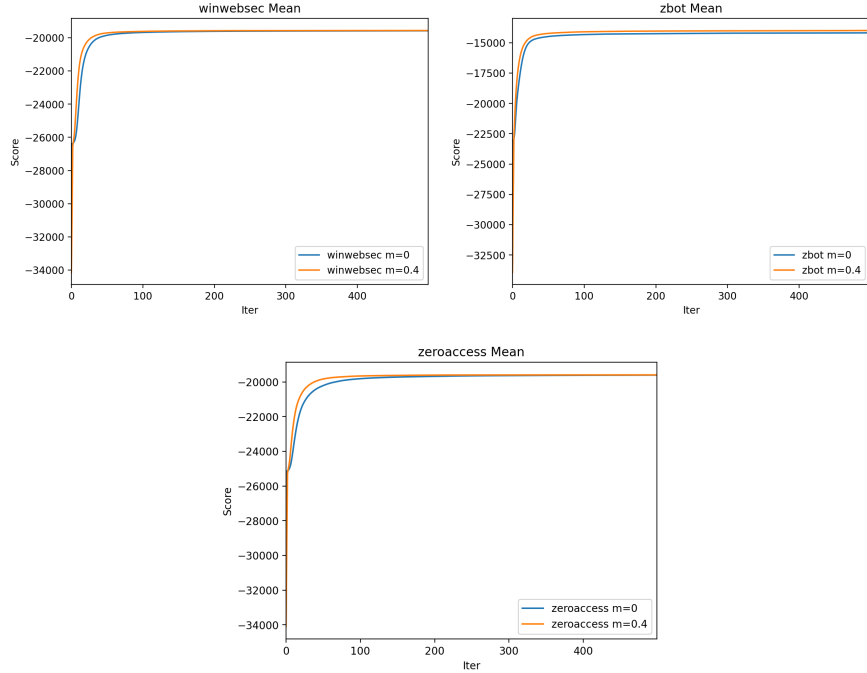 winwebsec Mean
Score
−20000
−22000
−24000
−26000
−28000
−30000
−32000
−34000
0
100
200
300
400
Iter
winwebsec m=0
winwebsec m=0.4
zbot Mean
Score
−15000
−17500
−20000
−22500
−25000
−27500
−30000
−32500
0
100
200
300
400
Iter
zbot m=0
zbot m=0.4
zeroaccess Mean
Score
−20000
−22000
−24000
−26000
−28000
−30000
−32000
−34000
0
100
200
300
400
Iter
zeroaccess m=0
zeroaccess m=0.4